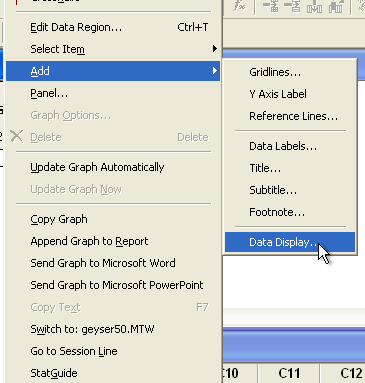 Edit Data Region... Ctrl+T
Select Item
Add
Panel...
Graph Options...
Delete Delete
Update Graph Automatically
Update Graph Now
Copy Graph
Append Graph to Report
Send Graph to Microsoft Word
Send Graph to Microsoft PowerPoint
Copy Text F7
Switch to: geyser50.MTW
Go to Session Line
StatGuide
Gridlines...
Y Axis Label
Reference Lines...
Data Labels...
Title...
Subtitle...
Footnote...
Data Display...
C10 C11 C12